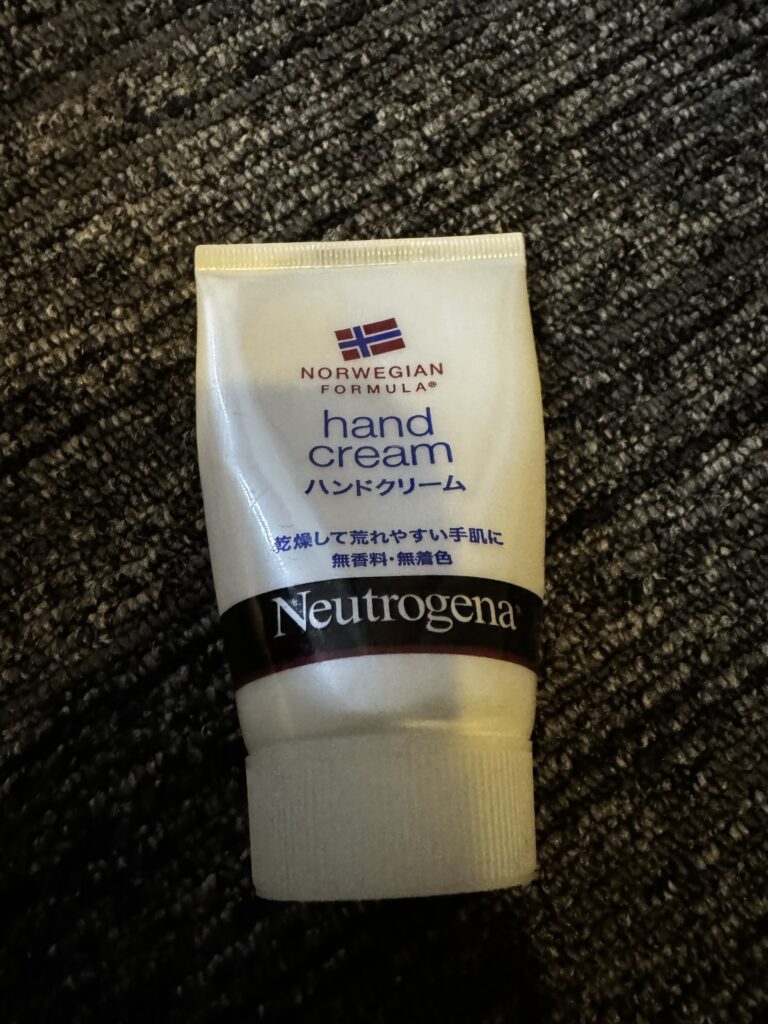 NORWEGIAN
FORMULA®
hand
cream
ハンドクリーム
乾燥して荒れやすい手肌に
無香料・無着色
Neutrogena®